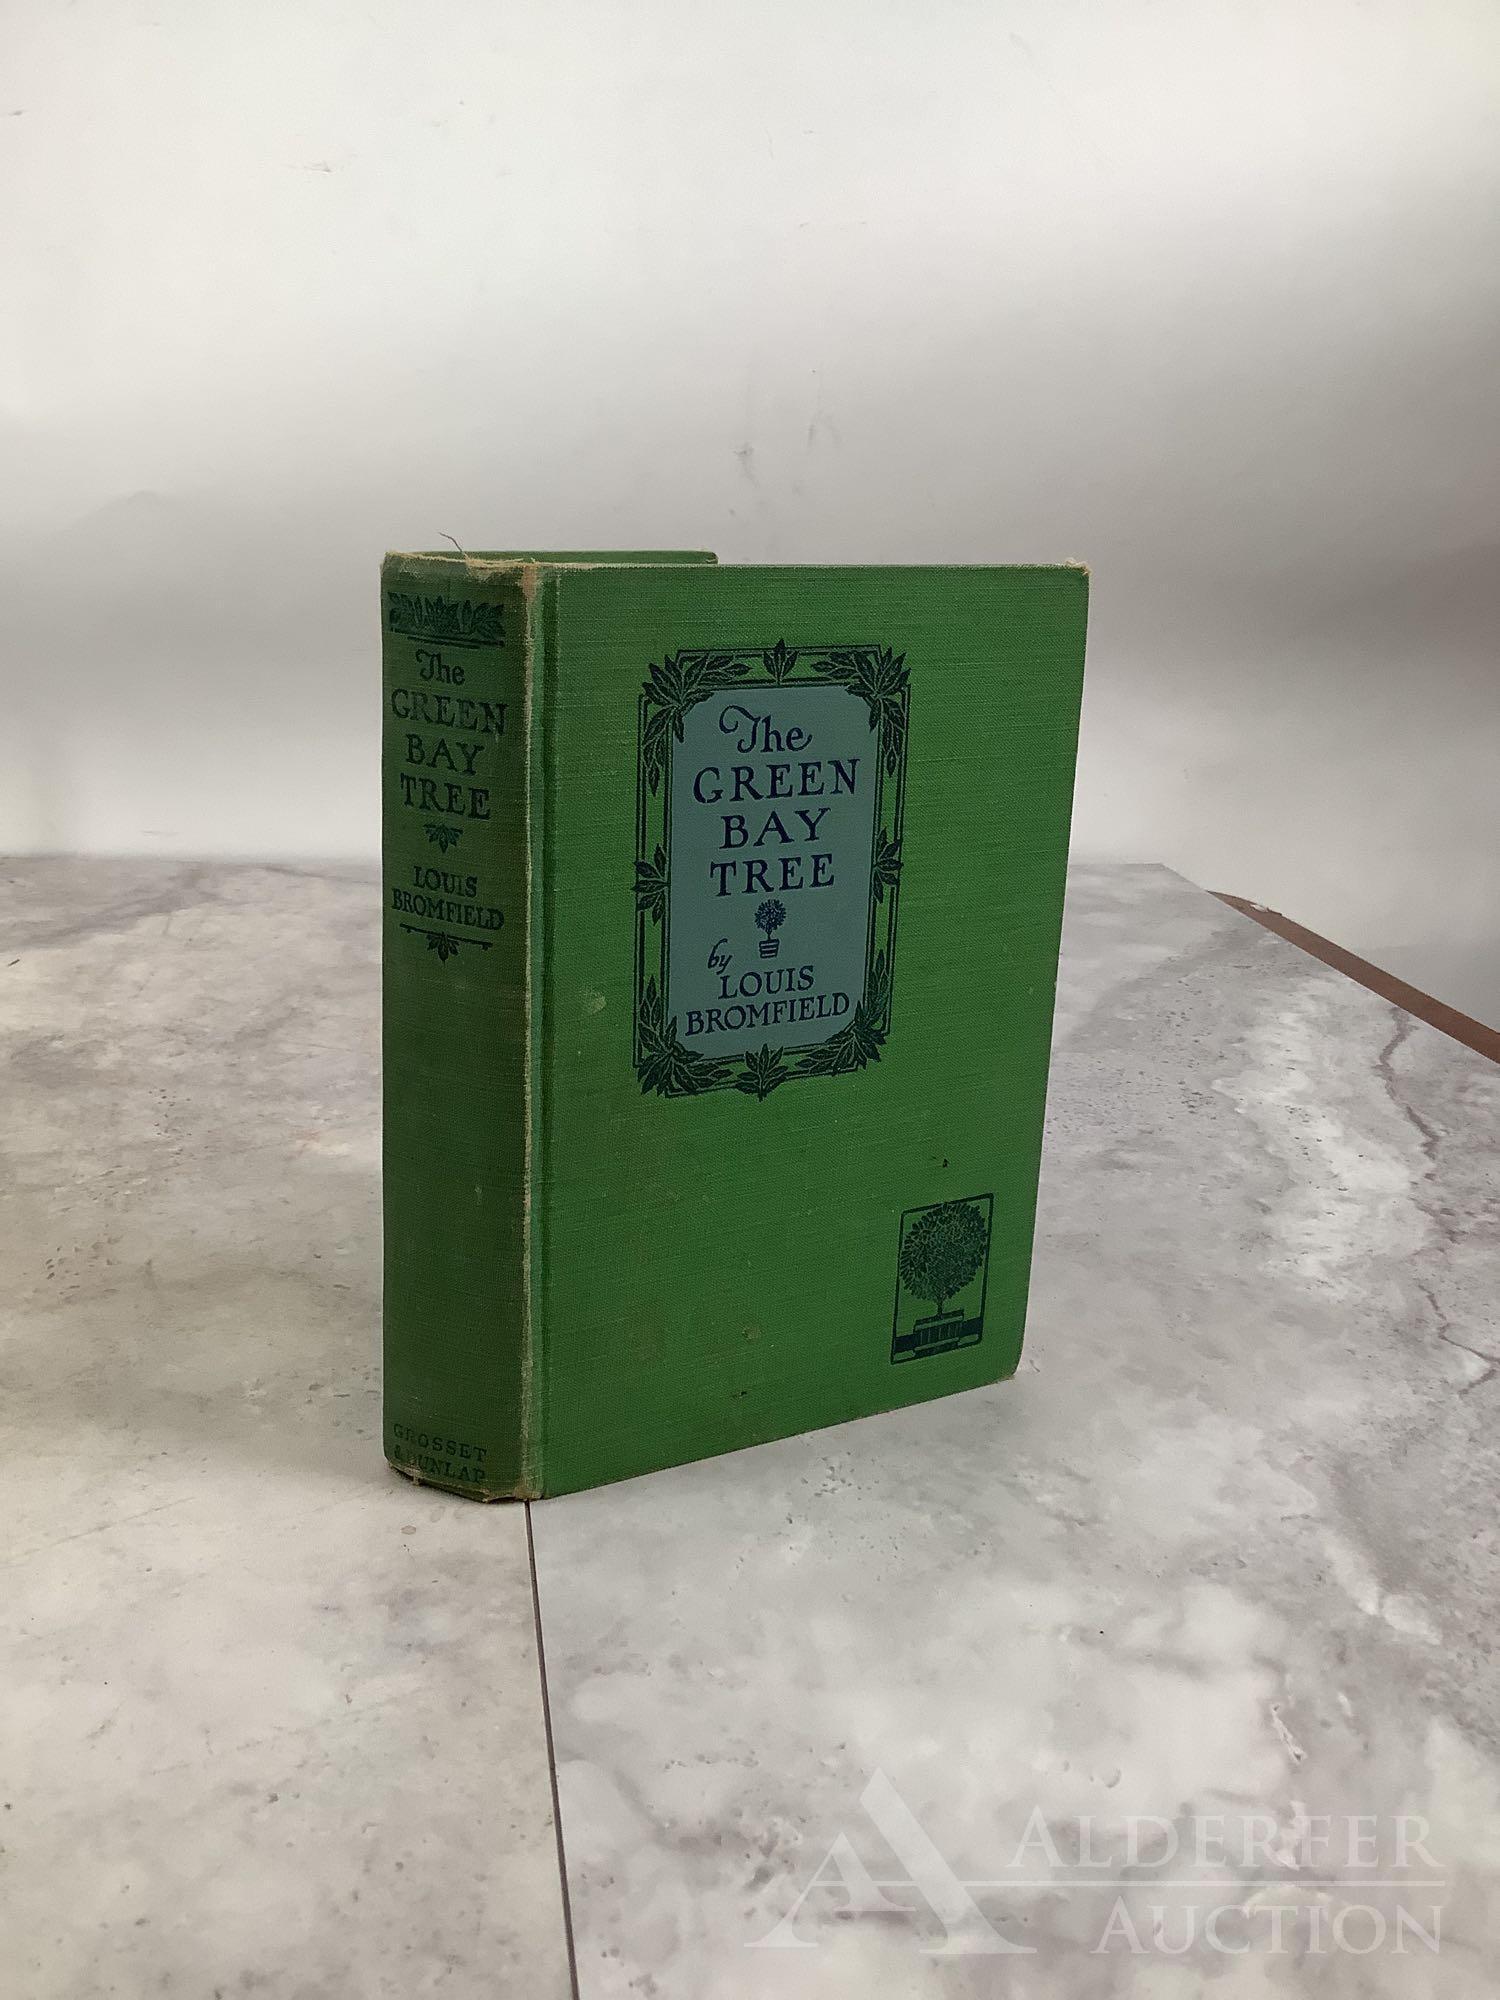 The
GREEN
BAY
TREE
LOUIS
BROMFIELD
GROSSET
& DUNLAP
The
GREEN
BAY
TREE
by
LOUIS
BROMFIELD
ALDERFER
AUCTION